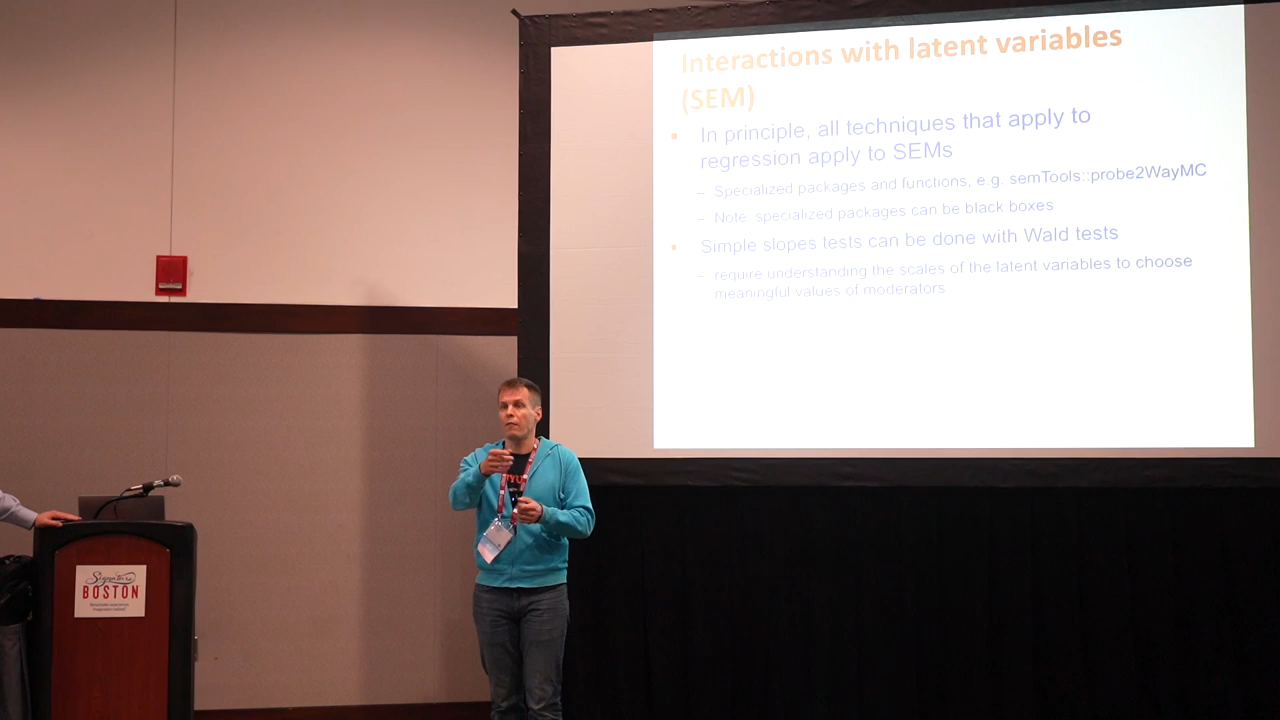 Interactions with latent variables
(SEM)
In principle, all techniques that apply to
regression apply to SEMs
– Specialized packages and functions, e.g. semTools::probe2WayMC
– Note: specialized packages can be black boxes
Simple slopes tests can be done with Wald tests
– require understanding the scales of the latent variables to choose
meaningful values of moderators
Signature
BOSTON